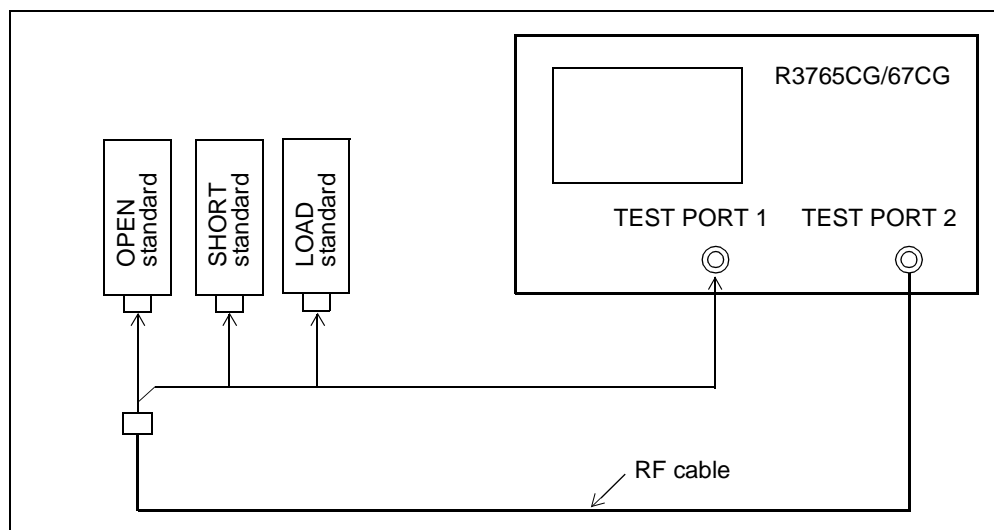 R3765CG/67CG
OPEN
standard
SHORT
standard
LOAD
standard
TEST PORT 1
TEST PORT 2
RF cable